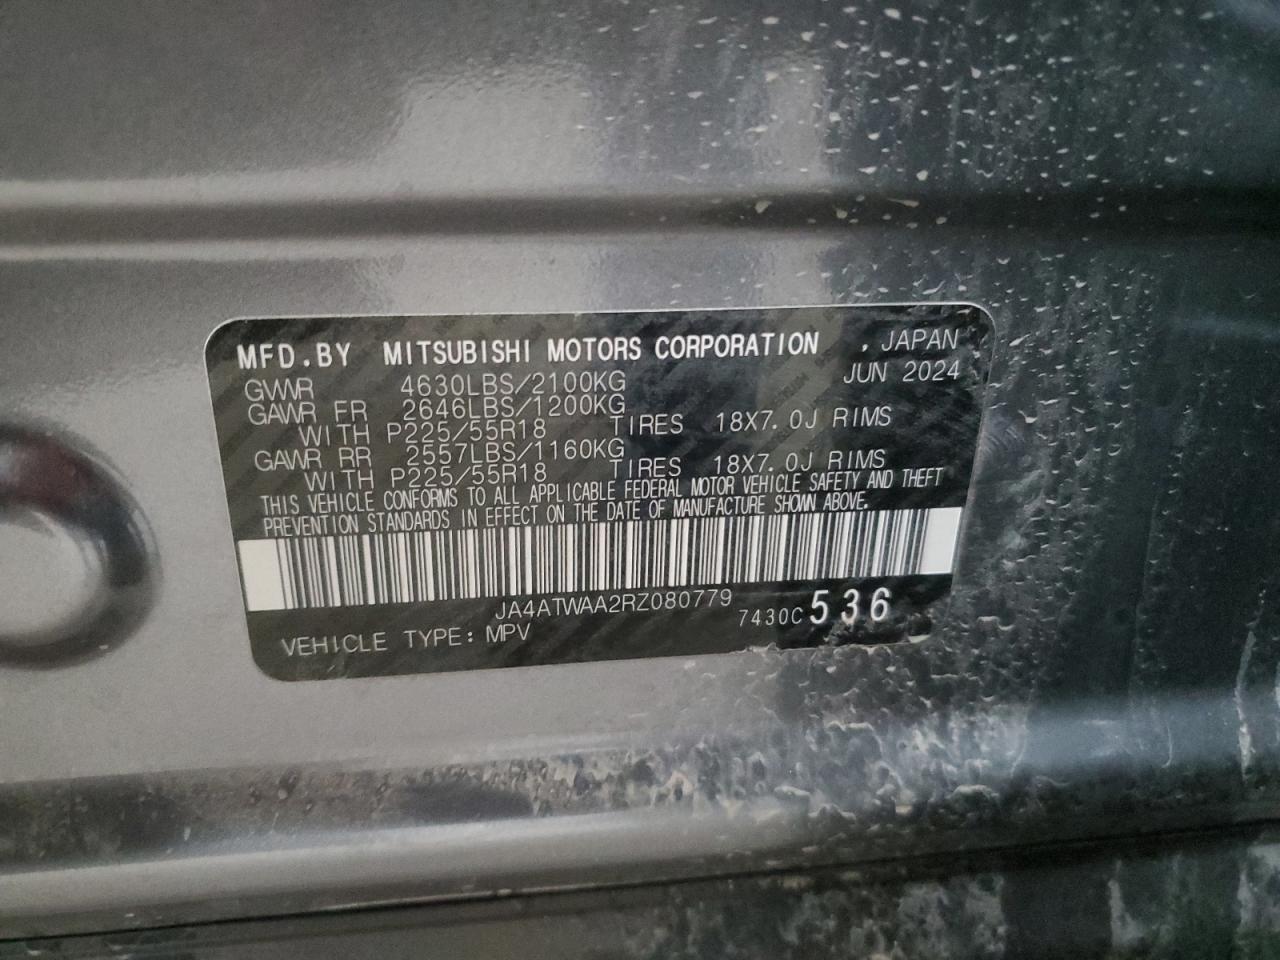 MFD.BY MITSUBISHI MOTORS CORPORATION , JAPAN
GVWR 4630LBS/2100KG JUN 2024
GAWR FR 2646LBS/1200KG
WITH P225/55R18 TIRES 18X7.0J RIMS
GAWR RR 2557LBS/1160KG
WITH P225/55R18 TIRES 18X7.0J RIMS
THIS VEHICLE CONFORMS TO ALL APPLICABLE FEDERAL MOTOR VEHICLE SAFETY AND THEFT
PREVENTION STANDARDS IN EFFECT ON THE DATE OF MANUFACTURE SHOWN ABOVE.
JA4ATWAA2RZ080779
7430C 536
VEHICLE TYPE: MPV